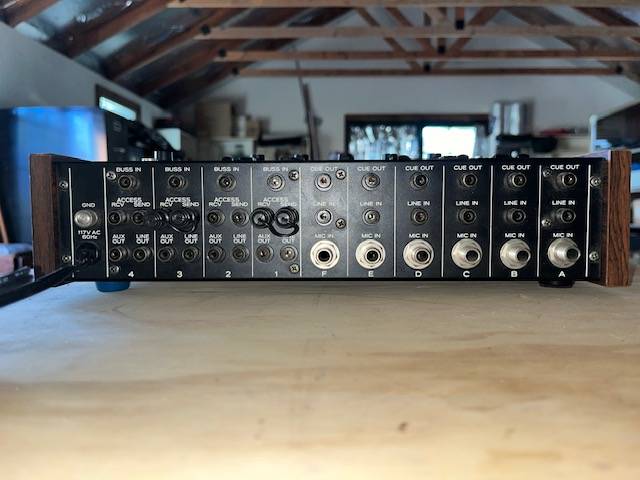 BUSS IN BUSS IN BUSS IN BUSS IN CUE OUT CUE OUT CUE OUT CUE OUT CUE OUT CUE OUT
GND
ACCESS ACCESS ACCESS ACCESS
RCV SEND RCV SEND RCV SEND RCV SEND
LINE IN LINE IN LINE IN LINE IN LINE IN LINE IN
117V AC
60Hz
AUX OUT LINE OUT AUX OUT LINE OUT AUX OUT LINE OUT AUX OUT LINE OUT
MIC IN MIC IN MIC IN MIC IN MIC IN MIC IN
4 3 2 1 F E D C B A